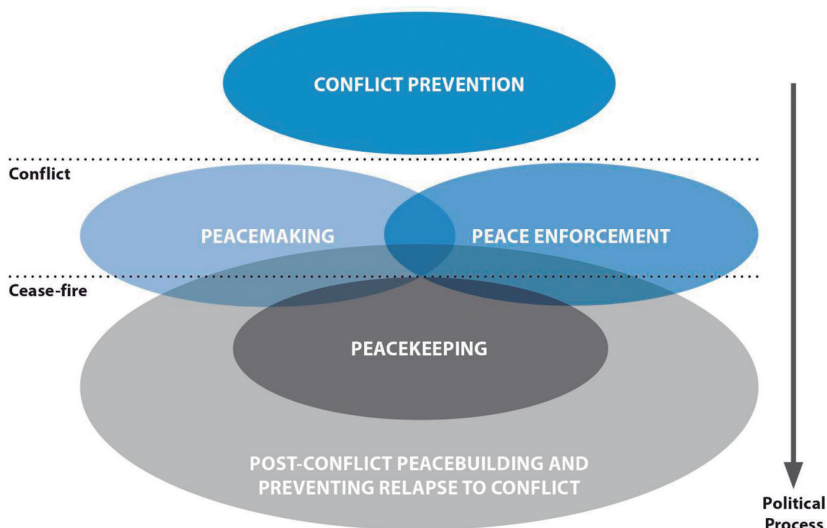 CONFLICT PREVENTION
Conflict
PEACEMAKING
PEACE ENFORCEMENT
Cease-fire
PEACEKEEPING
POST-CONFLICT PEACEBUILDING AND
PREVENTING RELAPSE TO CONFLICT
Political
Process